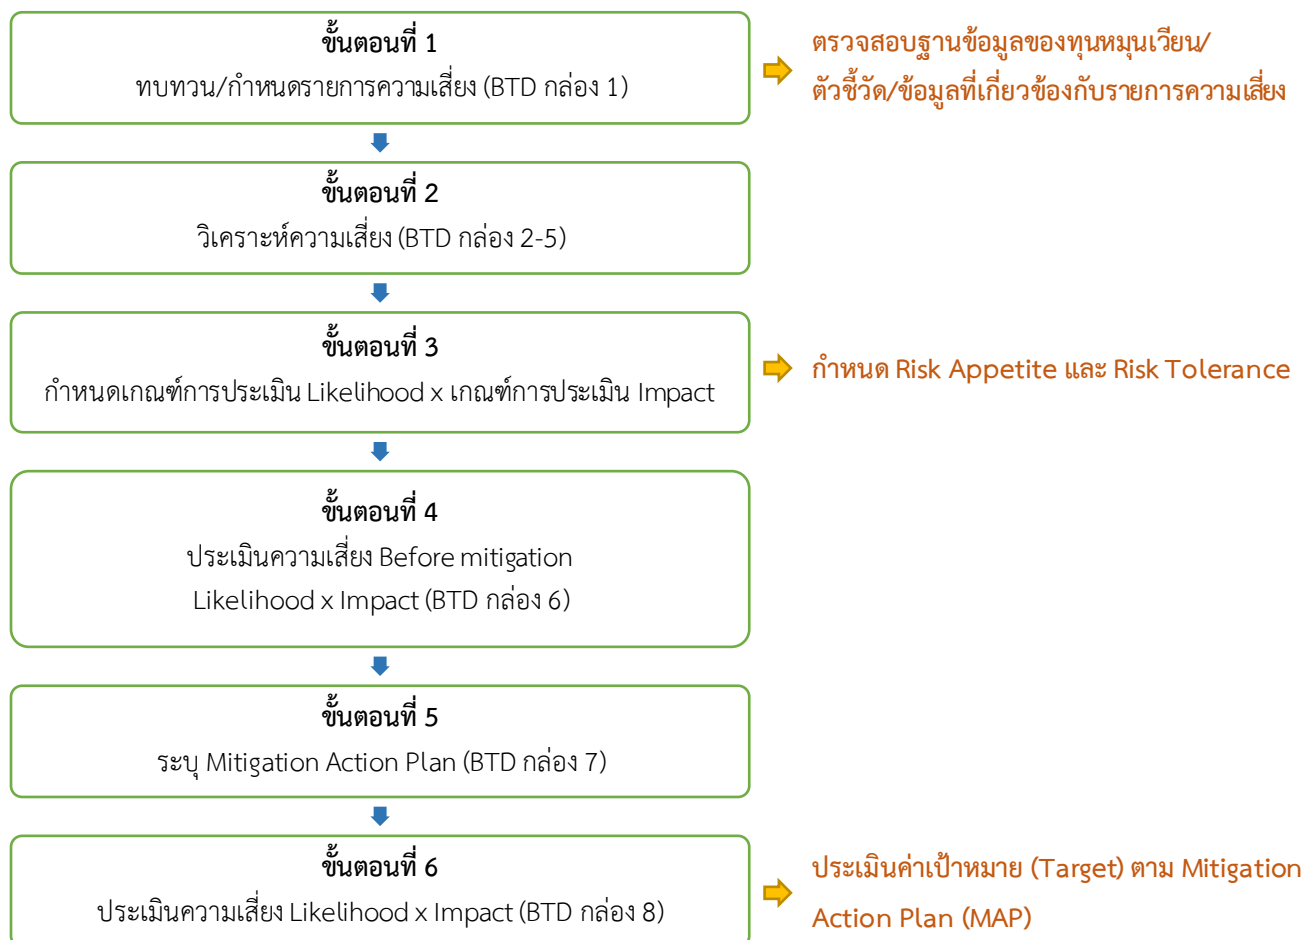 ขั้นตอนที่ 1
ทบทวน/กำหนดรายการความเสี่ยง (BTD กล่อง 1)
ตรวจสอบฐานข้อมูลของทุนหมุนเวียน/
ตัวชี้วัด/ข้อมูลที่เกี่ยวข้องกับรายการความเสี่ยง
ขั้นตอนที่ 2
วิเคราะห์ความเสี่ยง (BTD กล่อง 2-5)
ขั้นตอนที่ 3
กำหนดเกณฑ์การประเมิน Likelihood x เกณฑ์การประเมิน Impact
กำหนด Risk Appetite และ Risk Tolerance
ขั้นตอนที่ 4
ประเมินความเสี่ยง Before mitigation
Likelihood x Impact (BTD กล่อง 6)
ขั้นตอนที่ 5
ระบุ Mitigation Action Plan (BTD กล่อง 7)
ขั้นตอนที่ 6
ประเมินความเสี่ยง Likelihood x Impact (BTD กล่อง 8)
ประเมินค่าเป้าหมาย (Target) ตาม Mitigation
Action Plan (MAP)